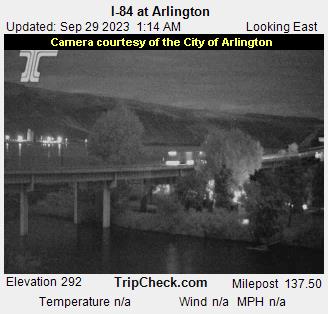 I-84 at Arlington
Updated: Sep 29 2023 1:14 AM Looking East
Camera courtesy of the City of Arlington
Elevation 292 TripCheck.com Milepost 137.50
Temperature n/a Wind n/a MPH n/a